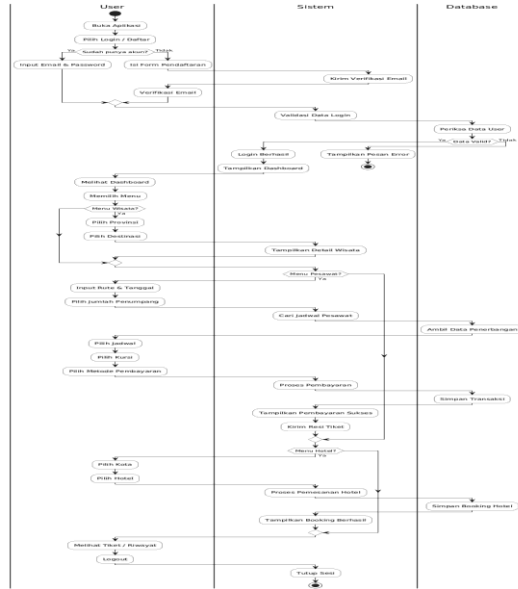 User
Sistem
Database
Buka Aplikasi
Pilih Login / Daftar
Sudah punya akun?
Ya
Tidak
Input Email & Password
Isi Form Pendaftaran
Kirim Verifikasi Email
Verifikasi Email
Validasi Data Login
Periksa Data User
Data Valid?
Ya
Tidak
Login Berhasil
Tampilkan Pesan Error
Tampilkan Dashboard
Melihat Dashboard
Memilih Menu
Menu Wisata?
Ya
Pilih Provinsi
Pilih Destinasi
Tampilkan Detail Wisata
Menu Pesawat?
Ya
Input Rute & Tanggal
Pilih Jumlah Penumpang
Cari Jadwal Pesawat
Ambil Data Penerbangan
Pilih Jadwal
Pilih Kursi
Pilih Metode Pembayaran
Proses Pembayaran
Simpan Transaksi
Tampilkan Pembayaran Sukses
Kirim Resi Tiket
Menu Hotel?
Ya
Pilih Kota
Pilih Hotel
Proses Pemesanan Hotel
Simpan Booking Hotel
Tampilkan Booking Berhasil
Melihat Tiket / Riwayat
Logout
Tutup Sesi